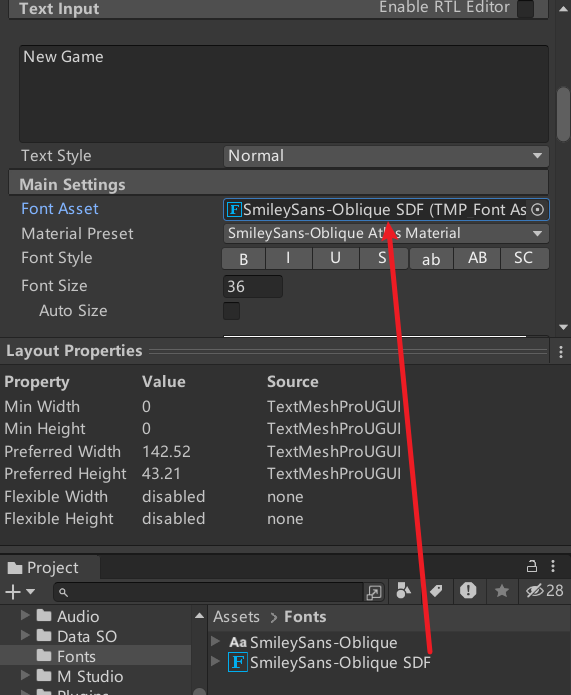 Text Input Enable RTL Editor
New Game
Text Style Normal
Main Settings
Font Asset F SmileySans-Oblique SDF (TMP_Font As
Material Preset SmileySans-Oblique Atlas Material
Font Style B I U S ab AB SC
Font Size 36
Auto Size
Layout Properties
Property Value Source
Min Width 0 TextMeshProUGUI
Min Height 0 TextMeshProUGUI
Preferred Width 142.52 TextMeshProUGUI
Preferred Height 43.21 TextMeshProUGUI
Flexible Width disabled none
Flexible Height disabled none
Project
28
Audio Assets > Fonts
Data SO Aa SmileySans-Oblique
Fonts F SmileySans-Oblique SDF
M Studio
Plugins